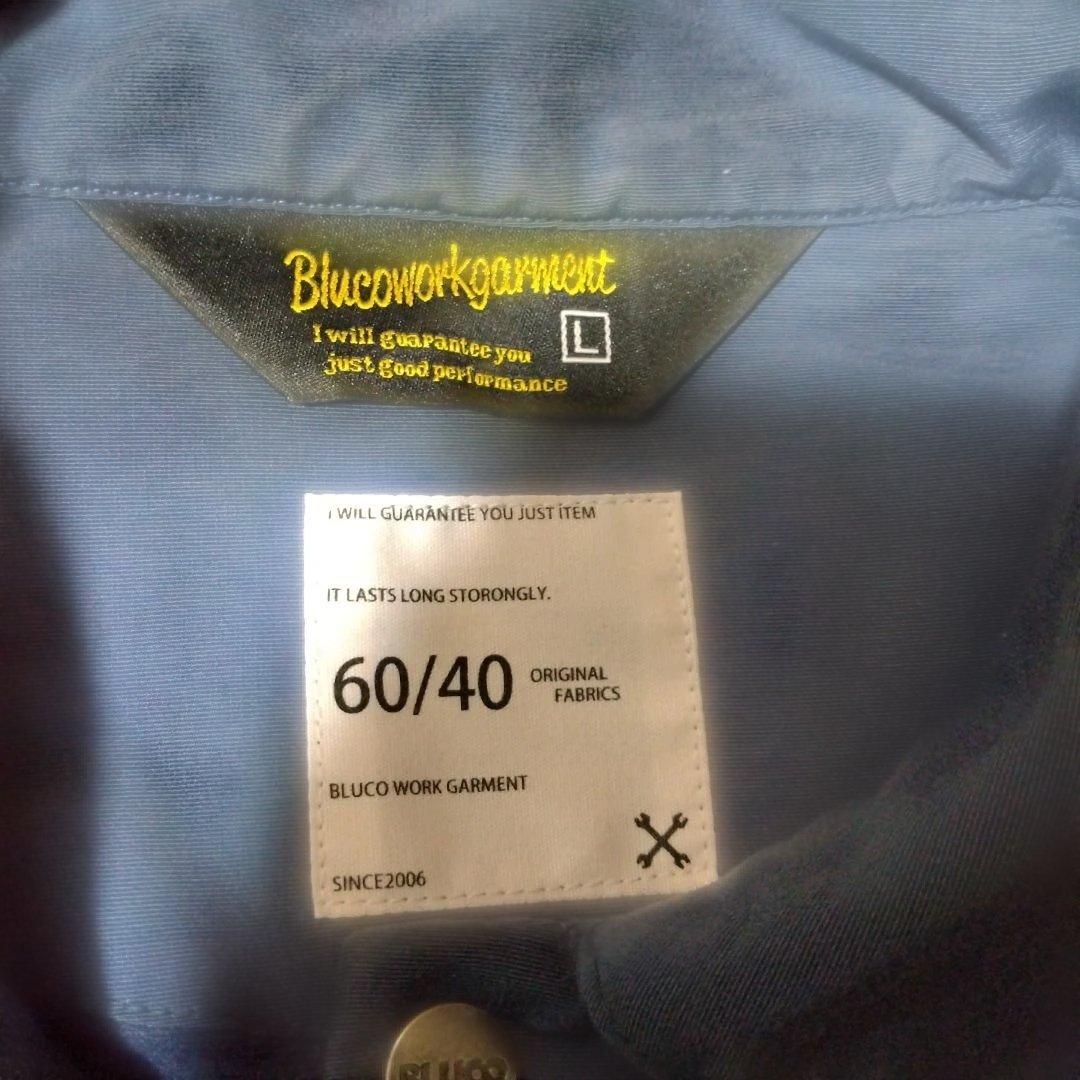 Blucoworkgarment
I will guarantee you
just good performance
L
I WILL GUARANTEE YOU JUST ITEM
IT LASTS LONG STORONGLY.
60/40
ORIGINAL
FABRICS
BLUCO WORK GARMENT
SINCE2006
BLUCO